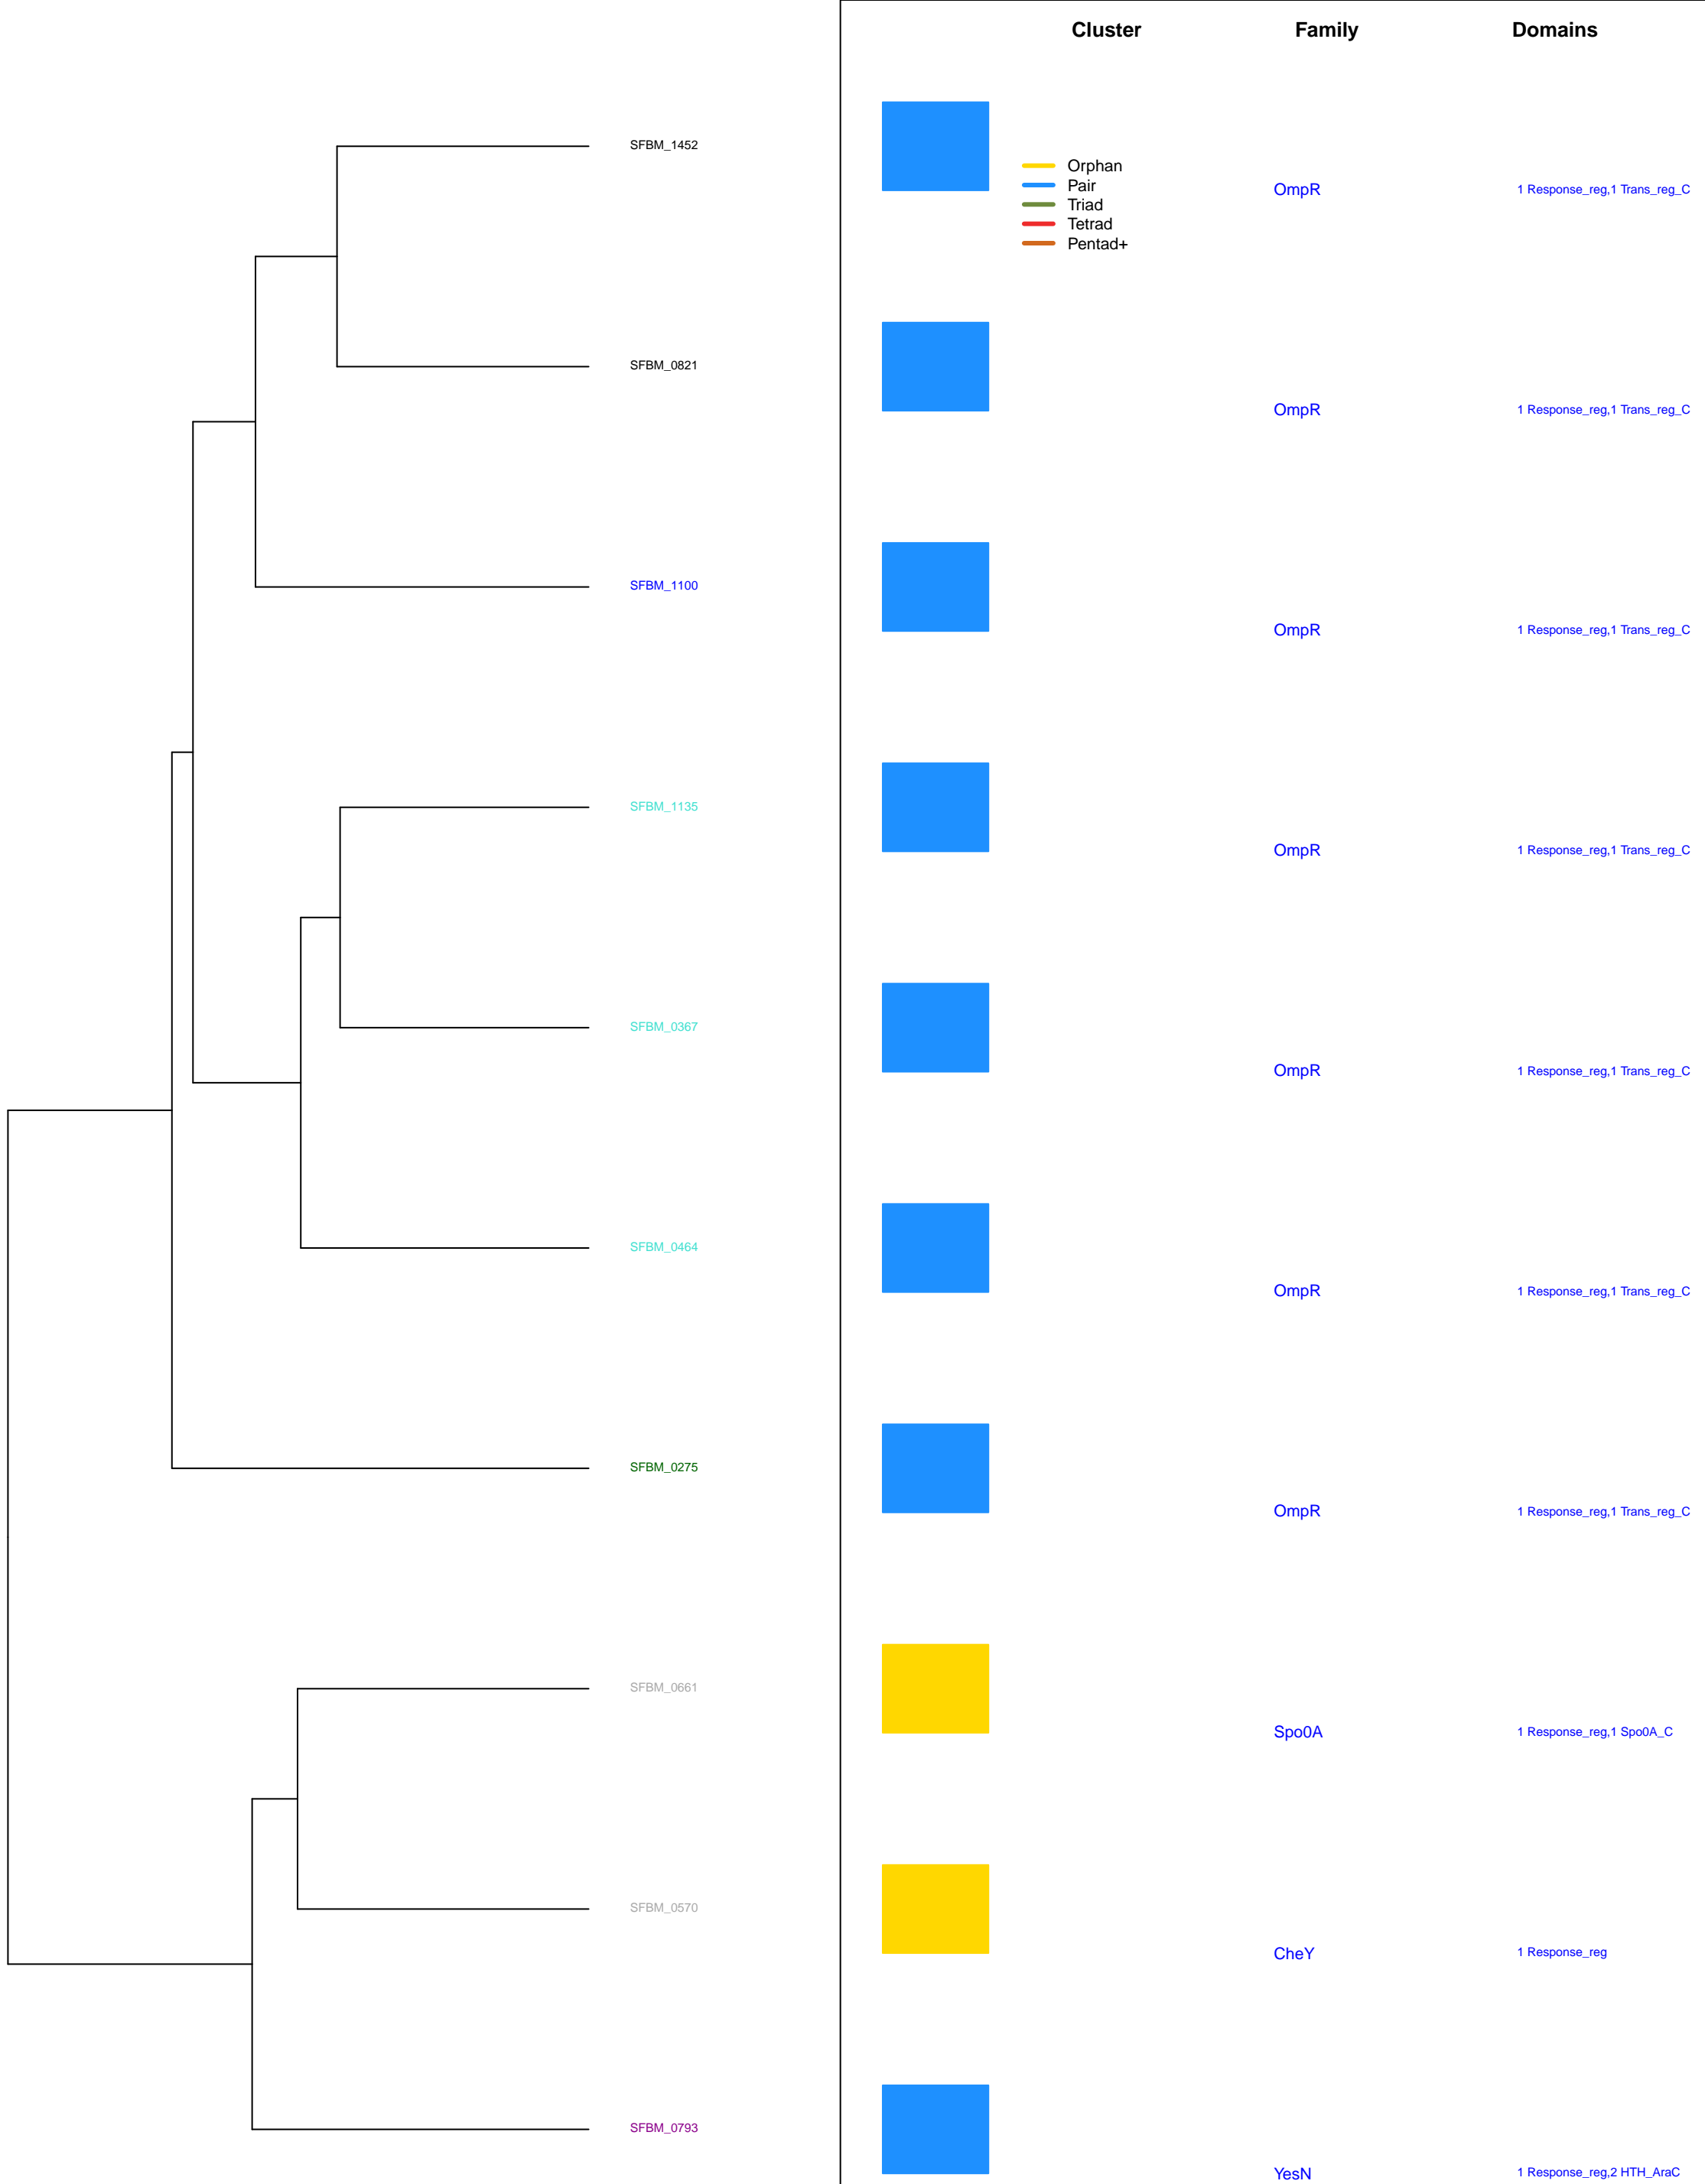 Cluster Family Domains
SFBM_1452
Orphan
Pair
Triad
Tetrad
Pentad+
OmpR 1 Response_reg,1 Trans_reg_C
SFBM_0821
OmpR 1 Response_reg,1 Trans_reg_C
SFBM_1100
OmpR 1 Response_reg,1 Trans_reg_C
SFBM_1135
OmpR 1 Response_reg,1 Trans_reg_C
SFBM_0367
OmpR 1 Response_reg,1 Trans_reg_C
SFBM_0464
OmpR 1 Response_reg,1 Trans_reg_C
SFBM_0275
OmpR 1 Response_reg,1 Trans_reg_C
SFBM_0661
Spo0A 1 Response_reg,1 Spo0A_C
SFBM_0570
CheY 1 Response_reg
SFBM_0793
YesN 1 Response_reg,2 HTH_AraC